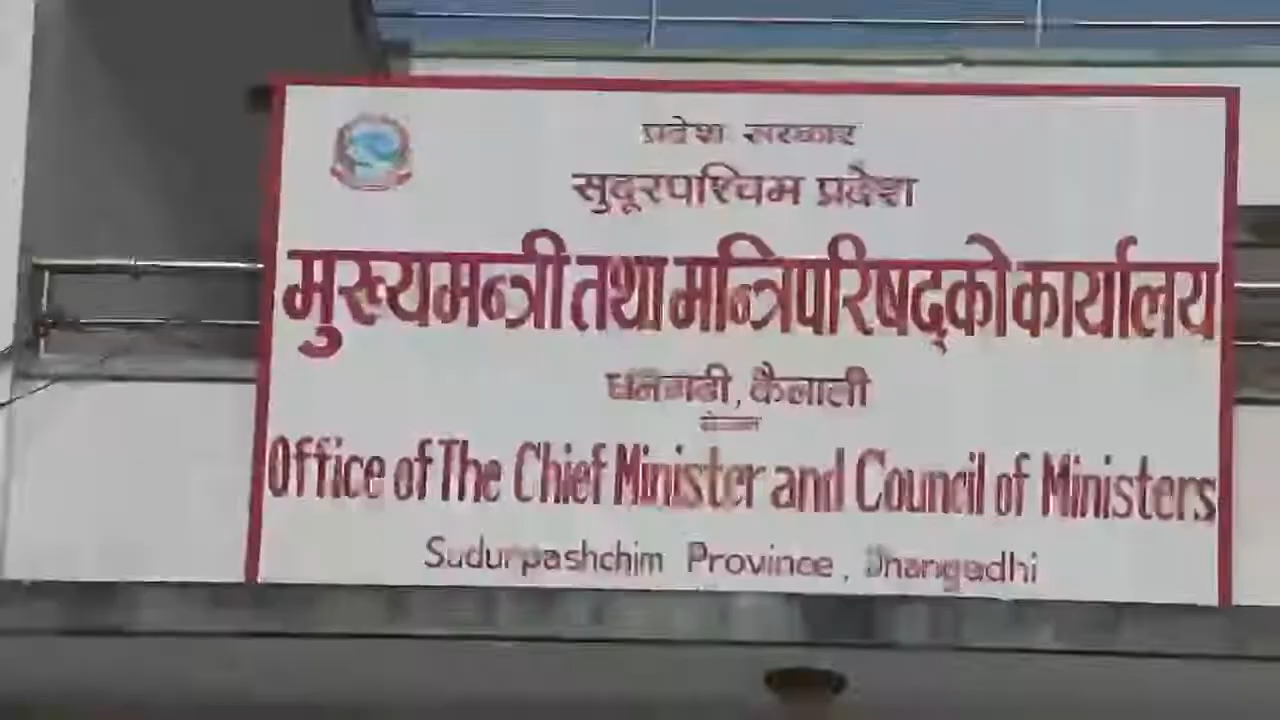 प्रदेश सरकार
सुदूरपश्चिम प्रदेश
मुख्यमन्त्री तथा मन्त्रिपरिषद्को कार्यालय
धनगढी, कैलाली
नेपाल
Office of The Chief Minister and Council of Ministers
Sudurpashchim Province, Dhangadhi